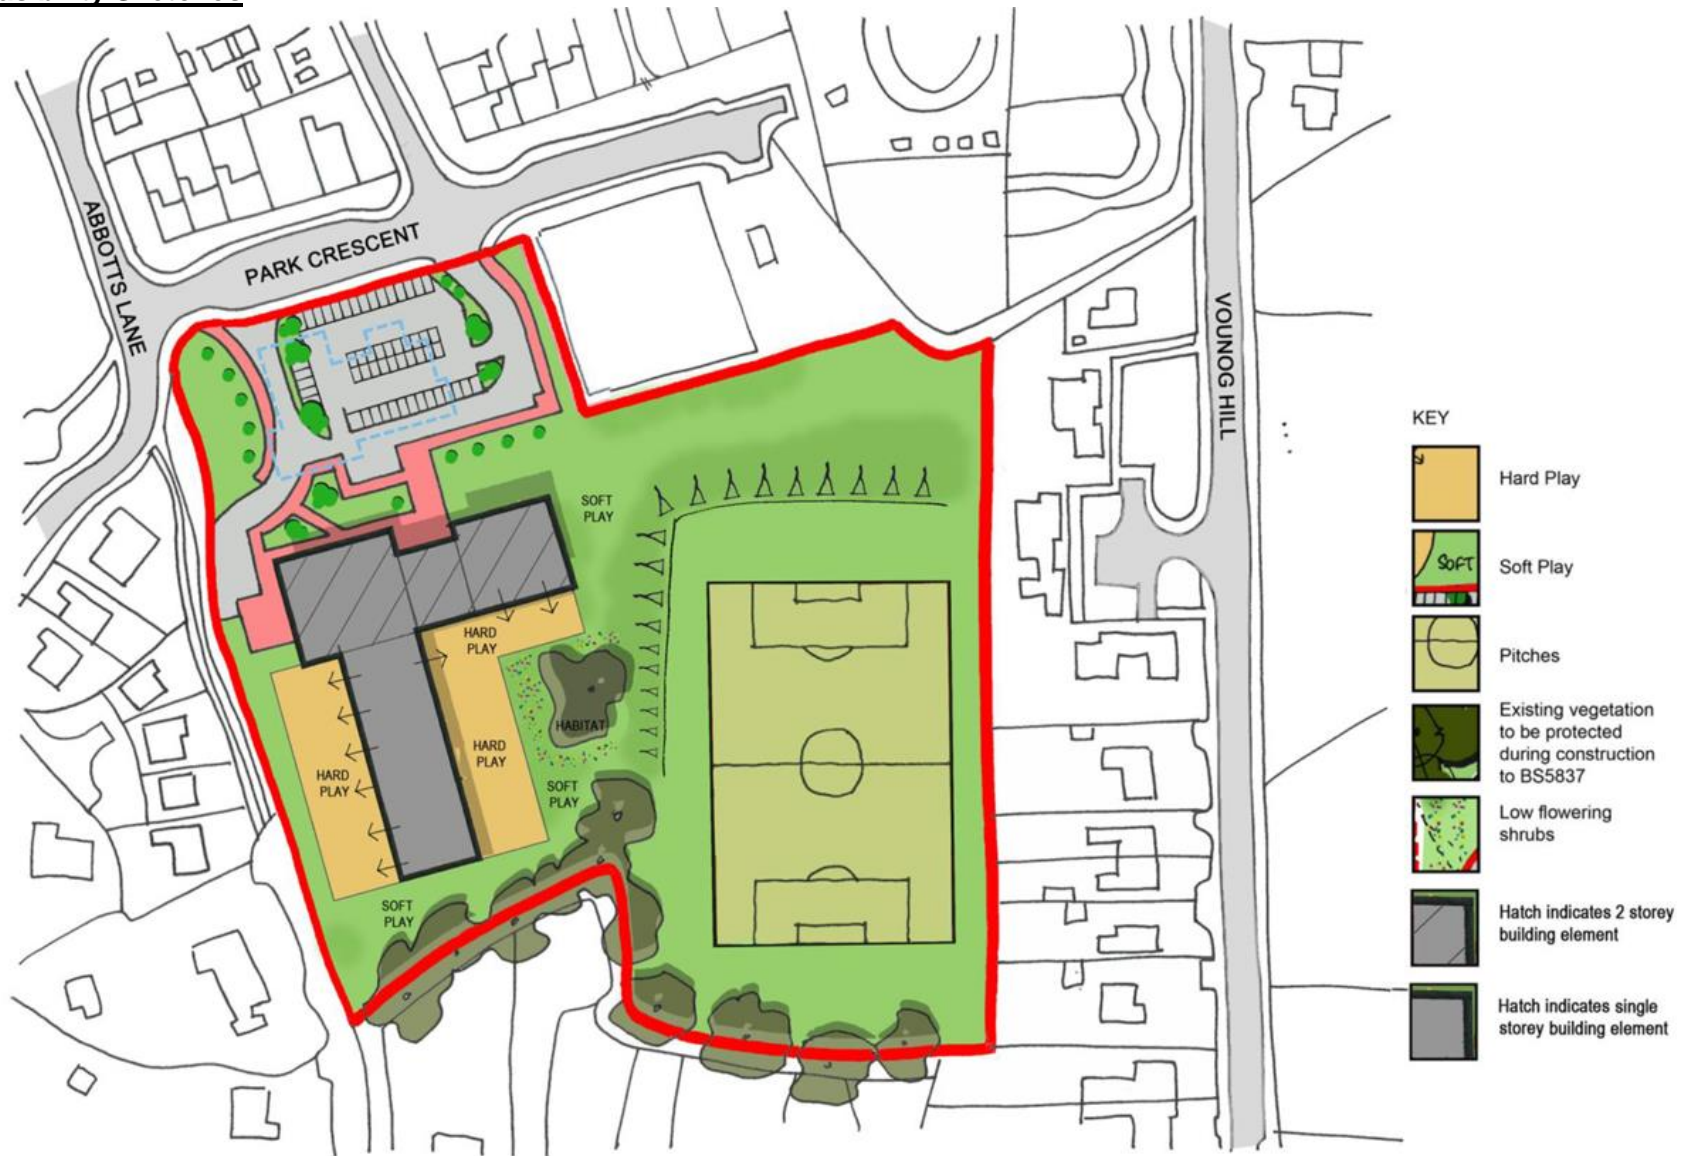 ABBOTTS LANE
PARK CRESCENT
VOUNOG HILL
SOFT
PLAY
HARD
PLAY
HABITAT
HARD
PLAY
HARD
PLAY
SOFT
PLAY
SOFT
PLAY
KEY
Hard Play
SOFT
Soft Play
Pitches
Existing vegetation
to be protected
during construction
to BS5837
Low flowering
shrubs
Hatch indicates 2 storey
building element
Hatch indicates single
storey building element